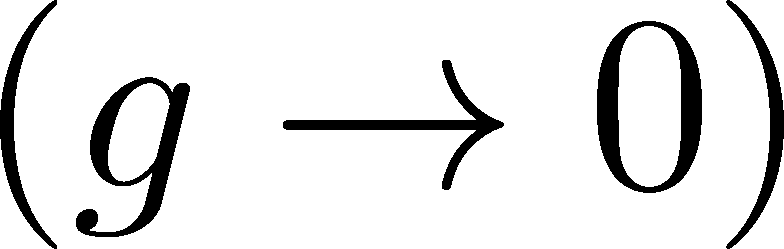 (g → 0)